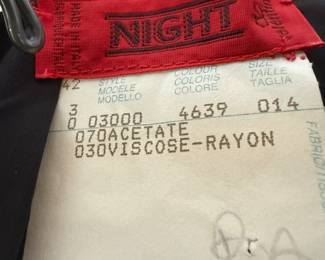 MADE IN ITALY
NIGHT
42 STYLE COLOUR SIZE
MODELE COLORIS TAILLE
MODELLO COLORE TAGLIA
3
0 03000 4639 014
070ACETATE
030VISCOSE-RAYON